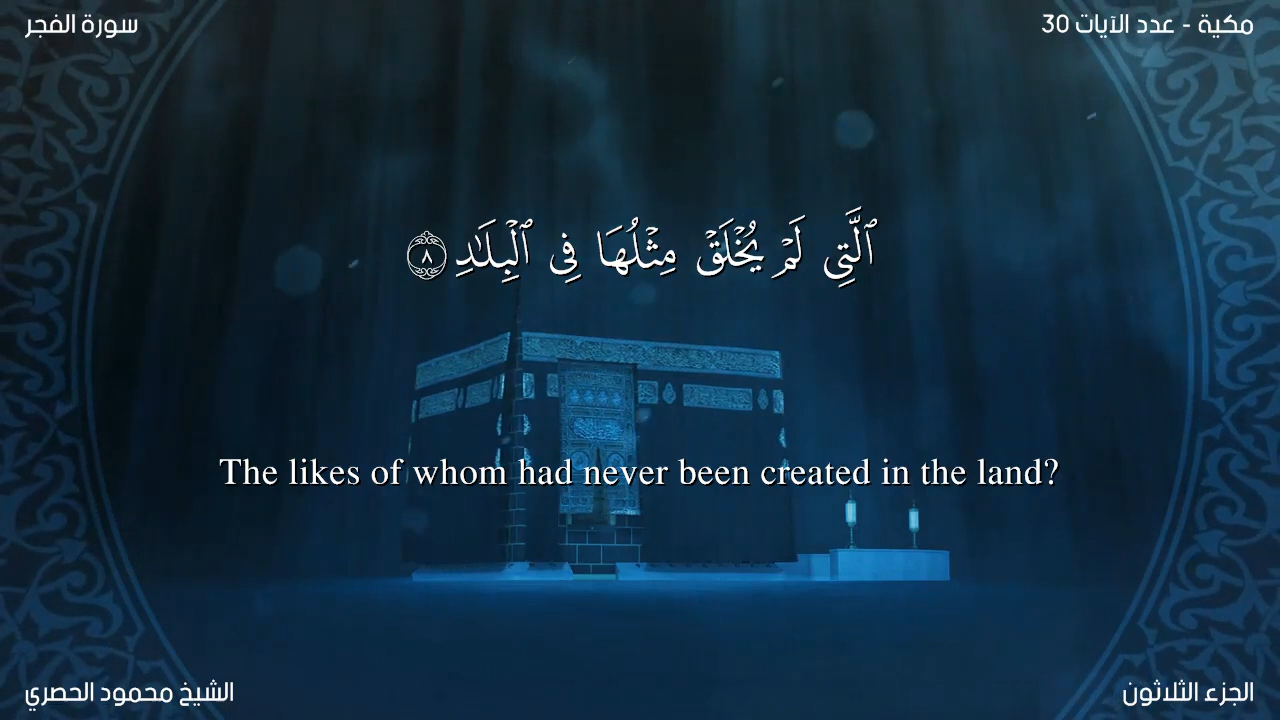 مكية - عدد الآيات 30
سورة الفجر
ٱلَّتِي لَمۡ يُخۡلَقۡ مِثۡلُهَا فِي ٱلۡبِلَٰدِ ٨
The likes of whom had never been created in the land?
الجزء الثلاثون
الشيخ محمود الحصري